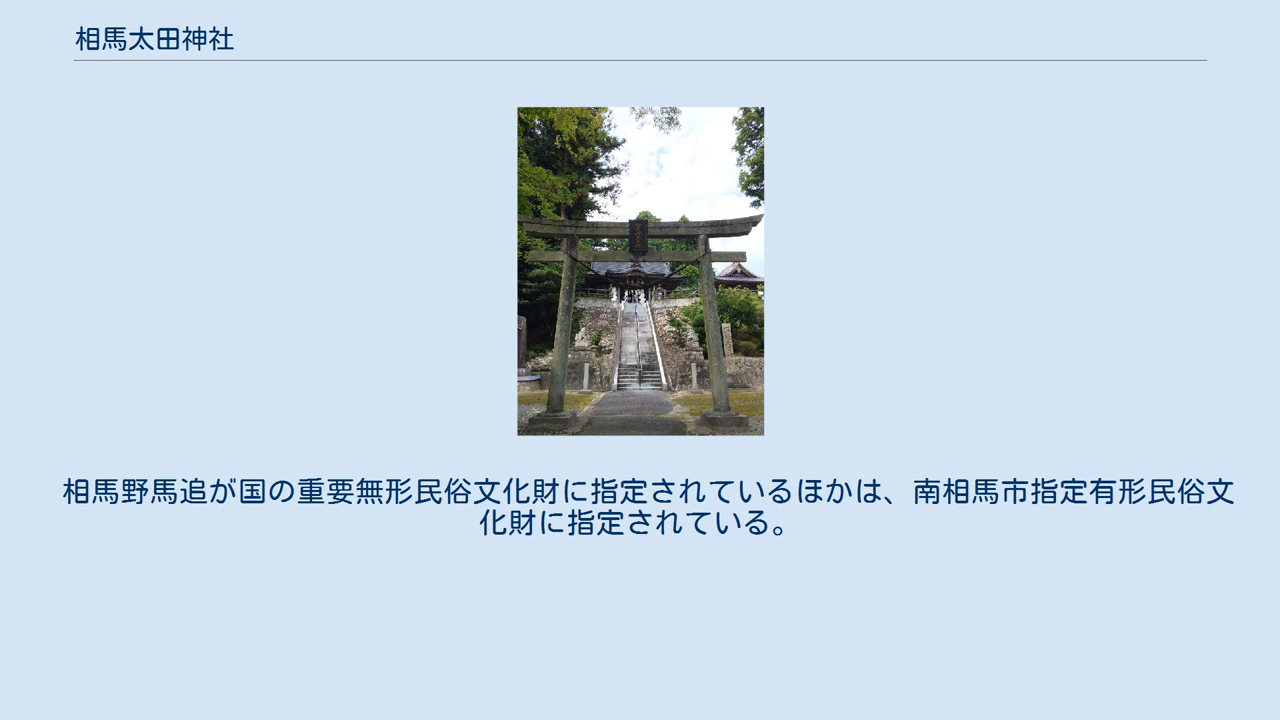 相馬太田神社
相馬野馬追が国の重要無形民俗文化財に指定されているほかは、南相馬市指定有形民俗文
化財に指定されている。